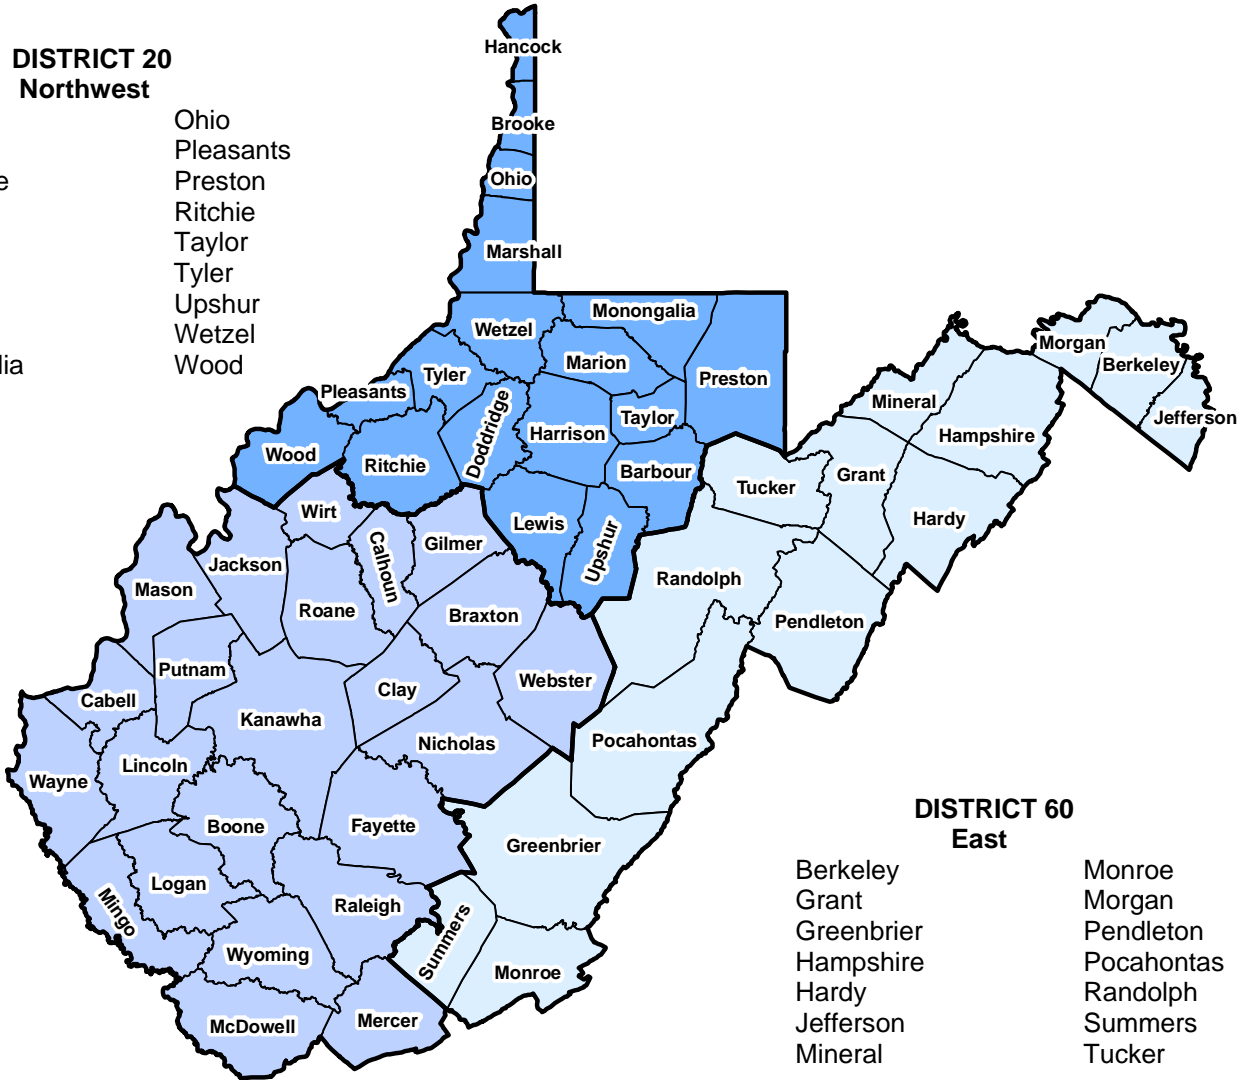 DISTRICT 20
Northwest
Ohio
Pleasants
e
Preston
Ritchie
Taylor
Tyler
Upshur
Wetzel
lia
Wood
Hancock
Brooke
Ohio
Marshall
Wetzel
Monongalia
Marion
Preston
Tyler
Pleasants
Doddridge
Harrison
Taylor
Wood
Ritchie
Barbour
Lewis
Upshur
Morgan
Berkeley
Jefferson
Mineral
Hampshire
Grant
Tucker
Hardy
Randolph
Pendleton
Wirt
Calhoun
Gilmer
Jackson
Mason
Roane
Braxton
Putnam
Cabell
Clay
Webster
Kanawha
Nicholas
Pocahontas
Wayne
Lincoln
Boone
Fayette
Greenbrier
Logan
Mingo
Raleigh
Summers
Wyoming
Monroe
McDowell
Mercer
DISTRICT 60
East
Berkeley
Grant
Greenbrier
Hampshire
Hardy
Jefferson
Mineral
Monroe
Morgan
Pendleton
Pocahontas
Randolph
Summers
Tucker